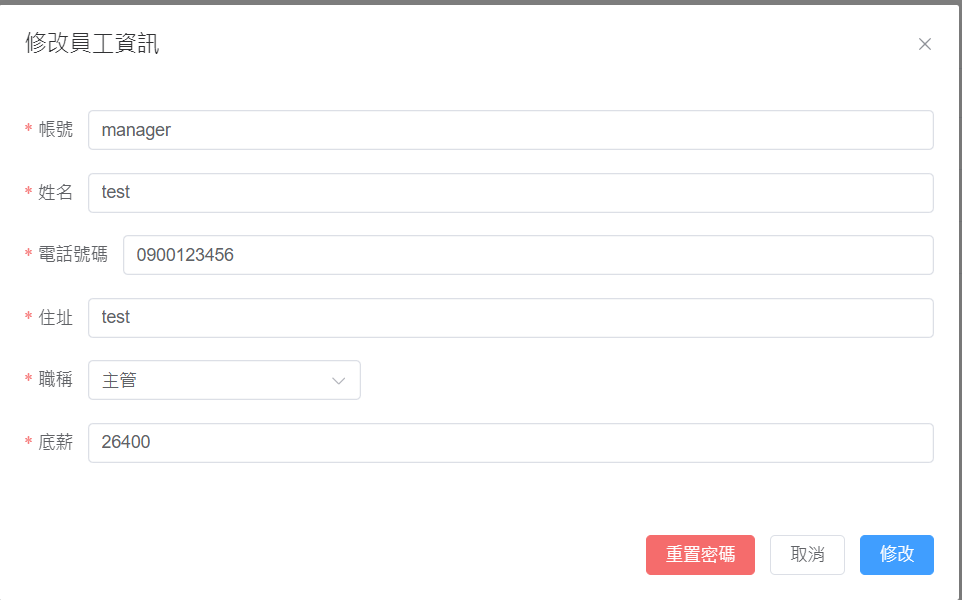 修改員工資訊
* 帳號 manager
* 姓名 test
* 電話號碼 0900123456
* 住址 test
* 職稱 主管
* 底薪 26400
重置密碼 取消 修改